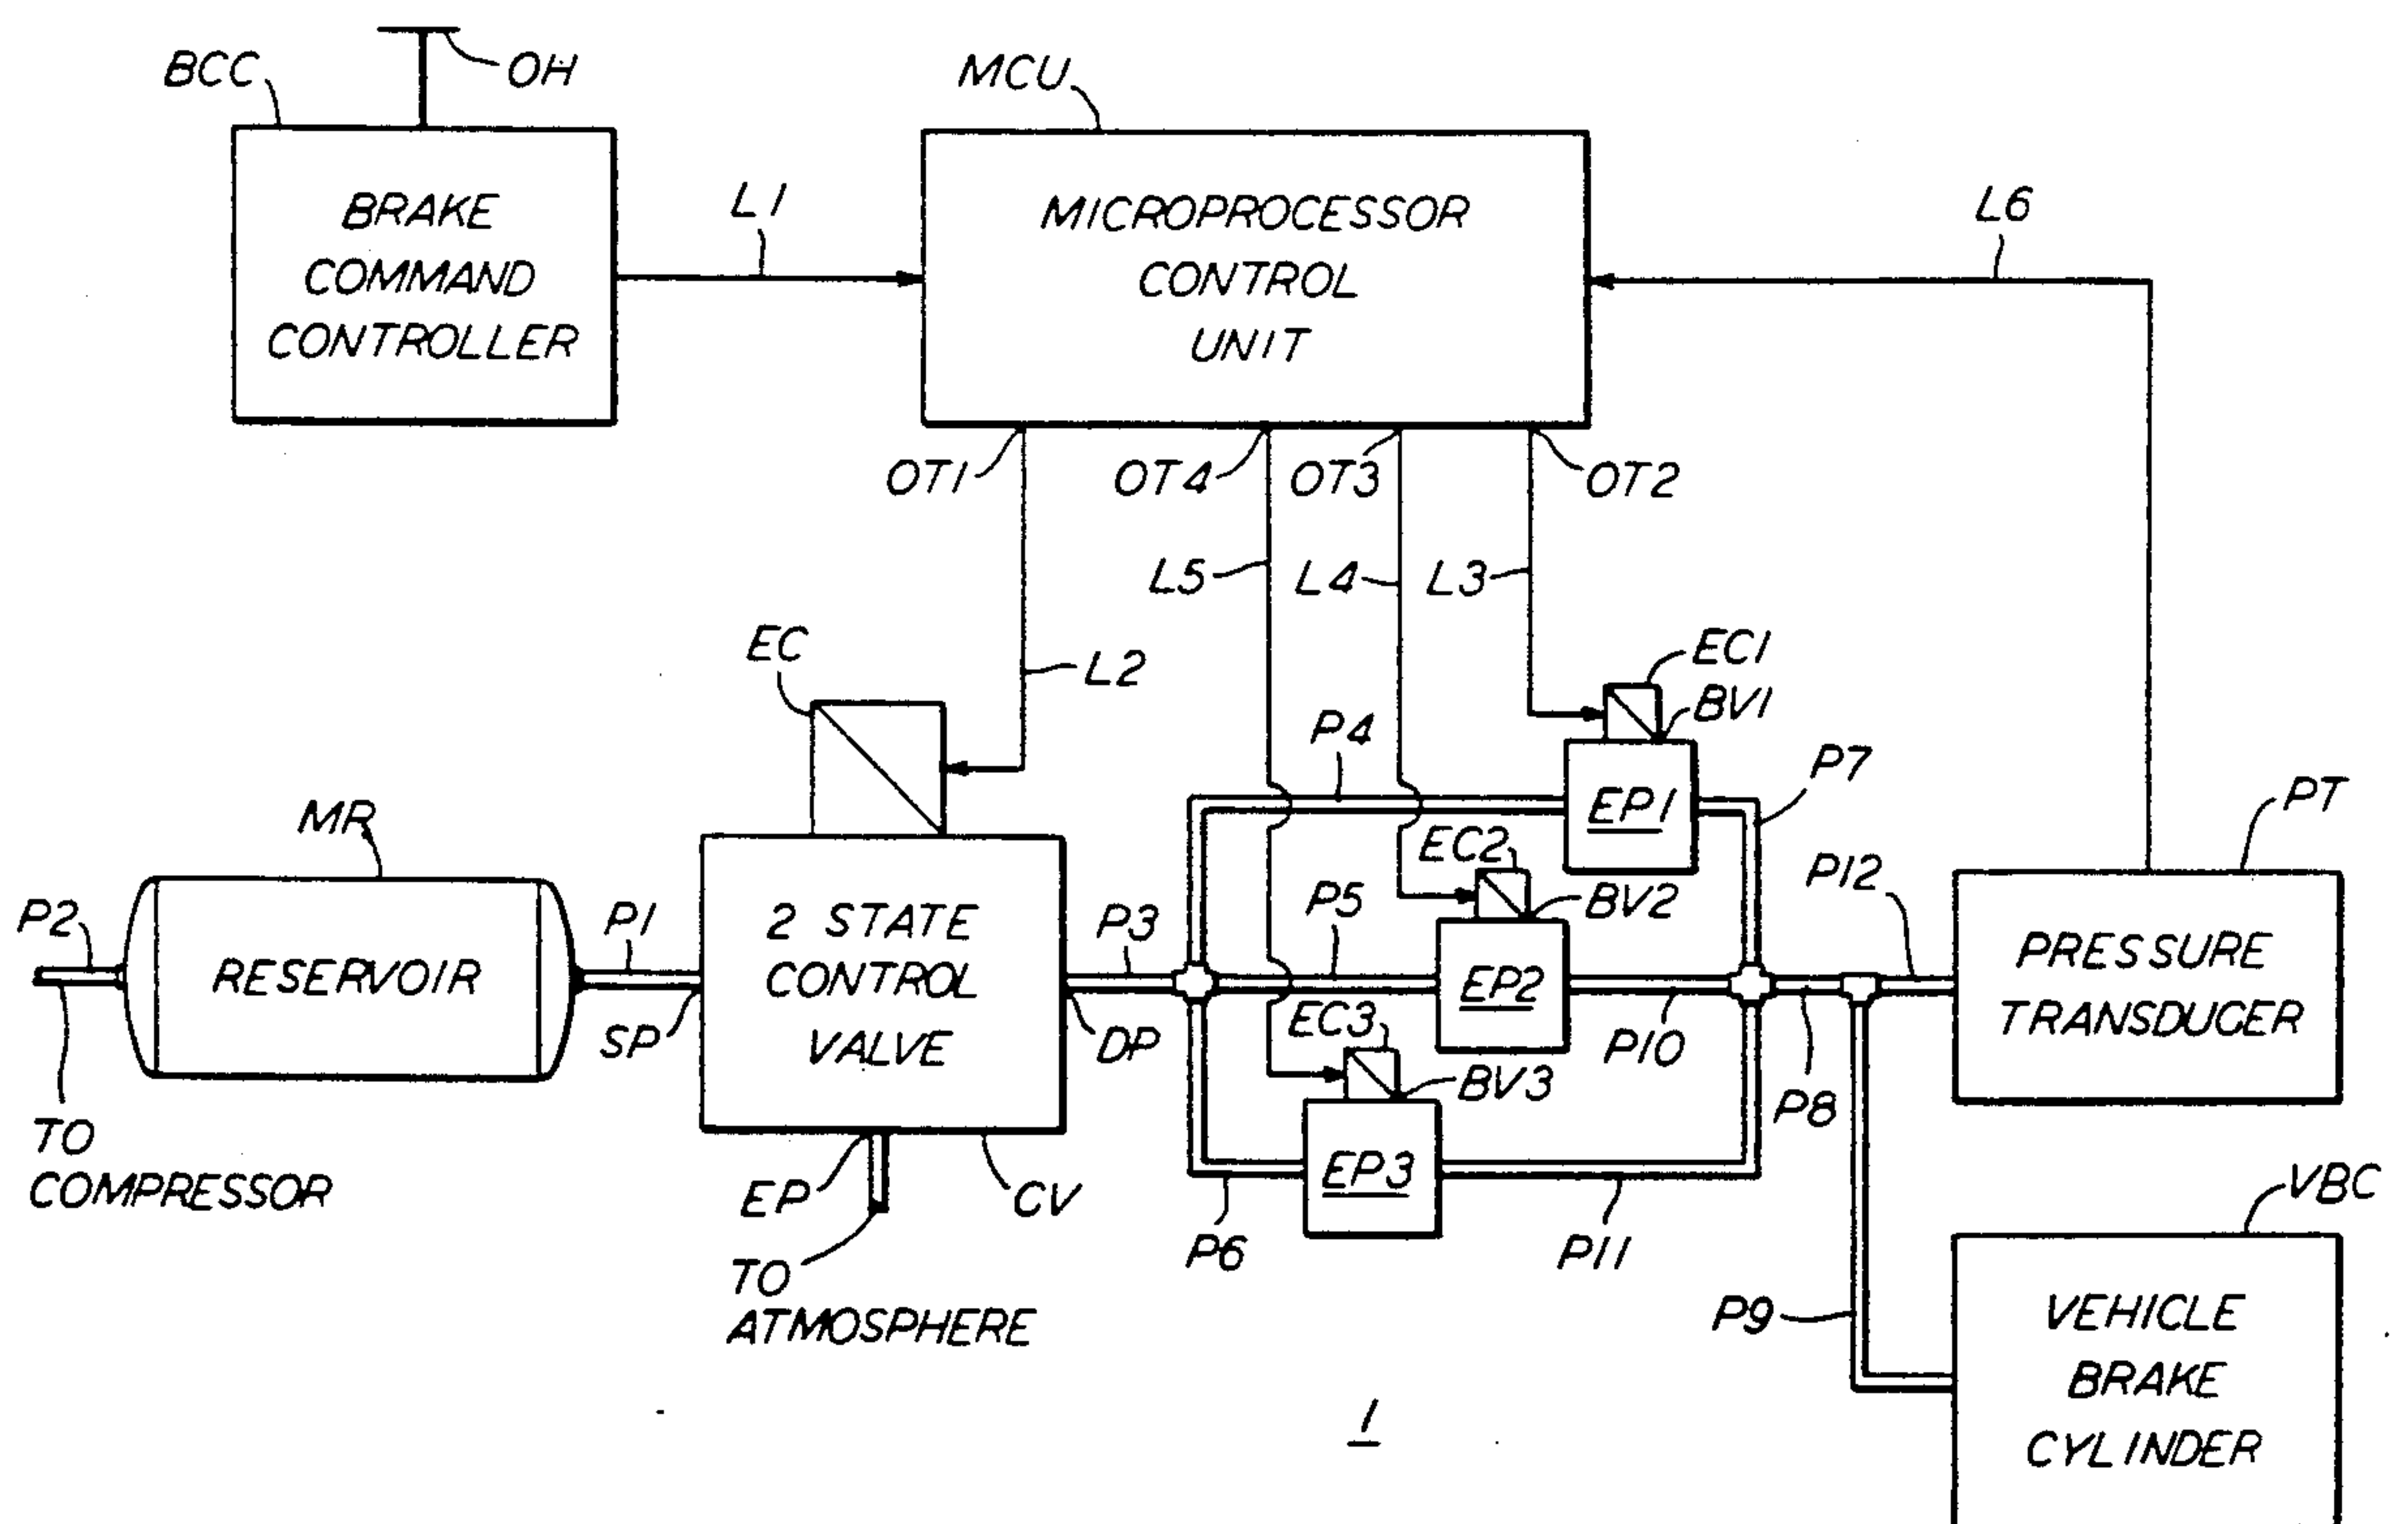 BCC
OH
MCU
BRAKE
COMMAND
CONTROLLER
L1
MICROPROCESSOR
CONTROL
UNIT
L6
OT1
OT4
OT3
OT2
L5
L4
L3
EC
L2
EC1
BV1
P4
P7
PT
MR
EC2
P12
P2
RESERVOIR
P1
2 STATE
CONTROL
VALVE
P3
P5
BV2
EP1
EP2
PRESSURE
TRANSDUCER
SP
DP
EC3
P10
BV3
P8
TO
COMPRESSOR
EP
CV
EP3
P6
P11
VBC
TO
ATMOSPHERE
P9
VEHICLE
BRAKE
CYLINDER
1